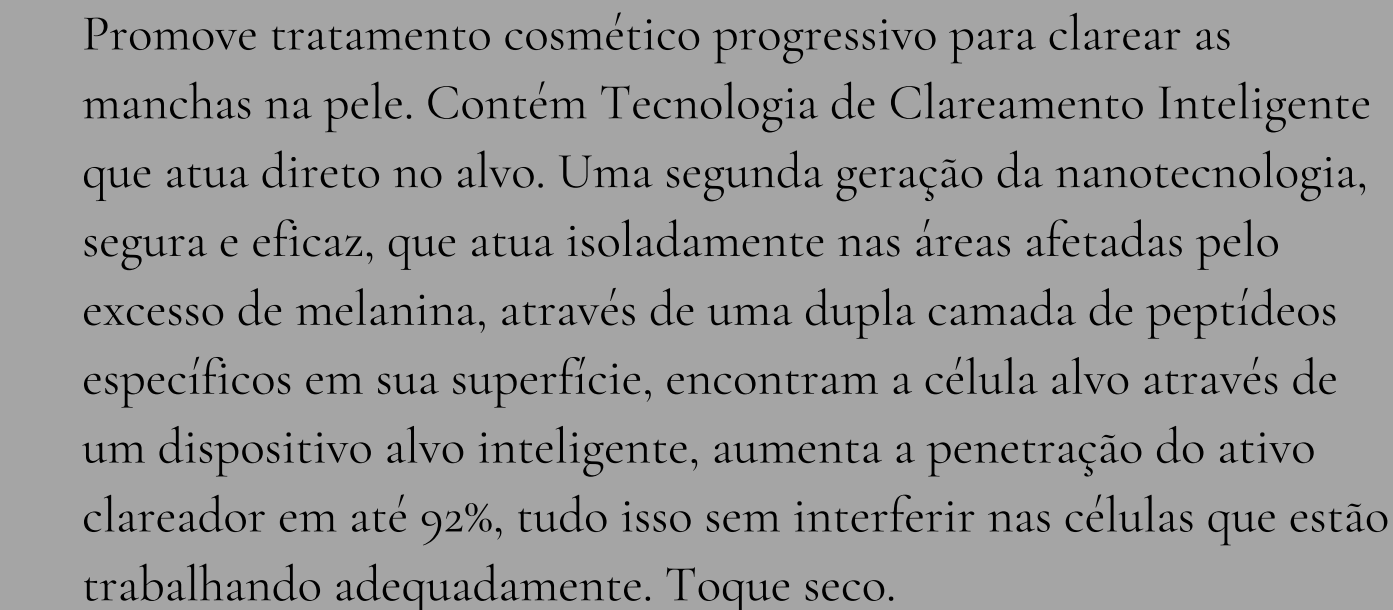 Promove tratamento cosmético progressivo para clarear as
manchas na pele. Contém Tecnologia de Clareamento Inteligente
que atua direto no alvo. Uma segunda geração da nanotecnologia,
segura e eficaz, que atua isoladamente nas áreas afetadas pelo
excesso de melanina, através de uma dupla camada de peptídeos
específicos em sua superfície, encontram a célula alvo através de
um dispositivo alvo inteligente, aumenta a penetração do ativo
clareador em até 92%, tudo isso sem interferir nas células que estão
trabalhando adequadamente. Toque seco.